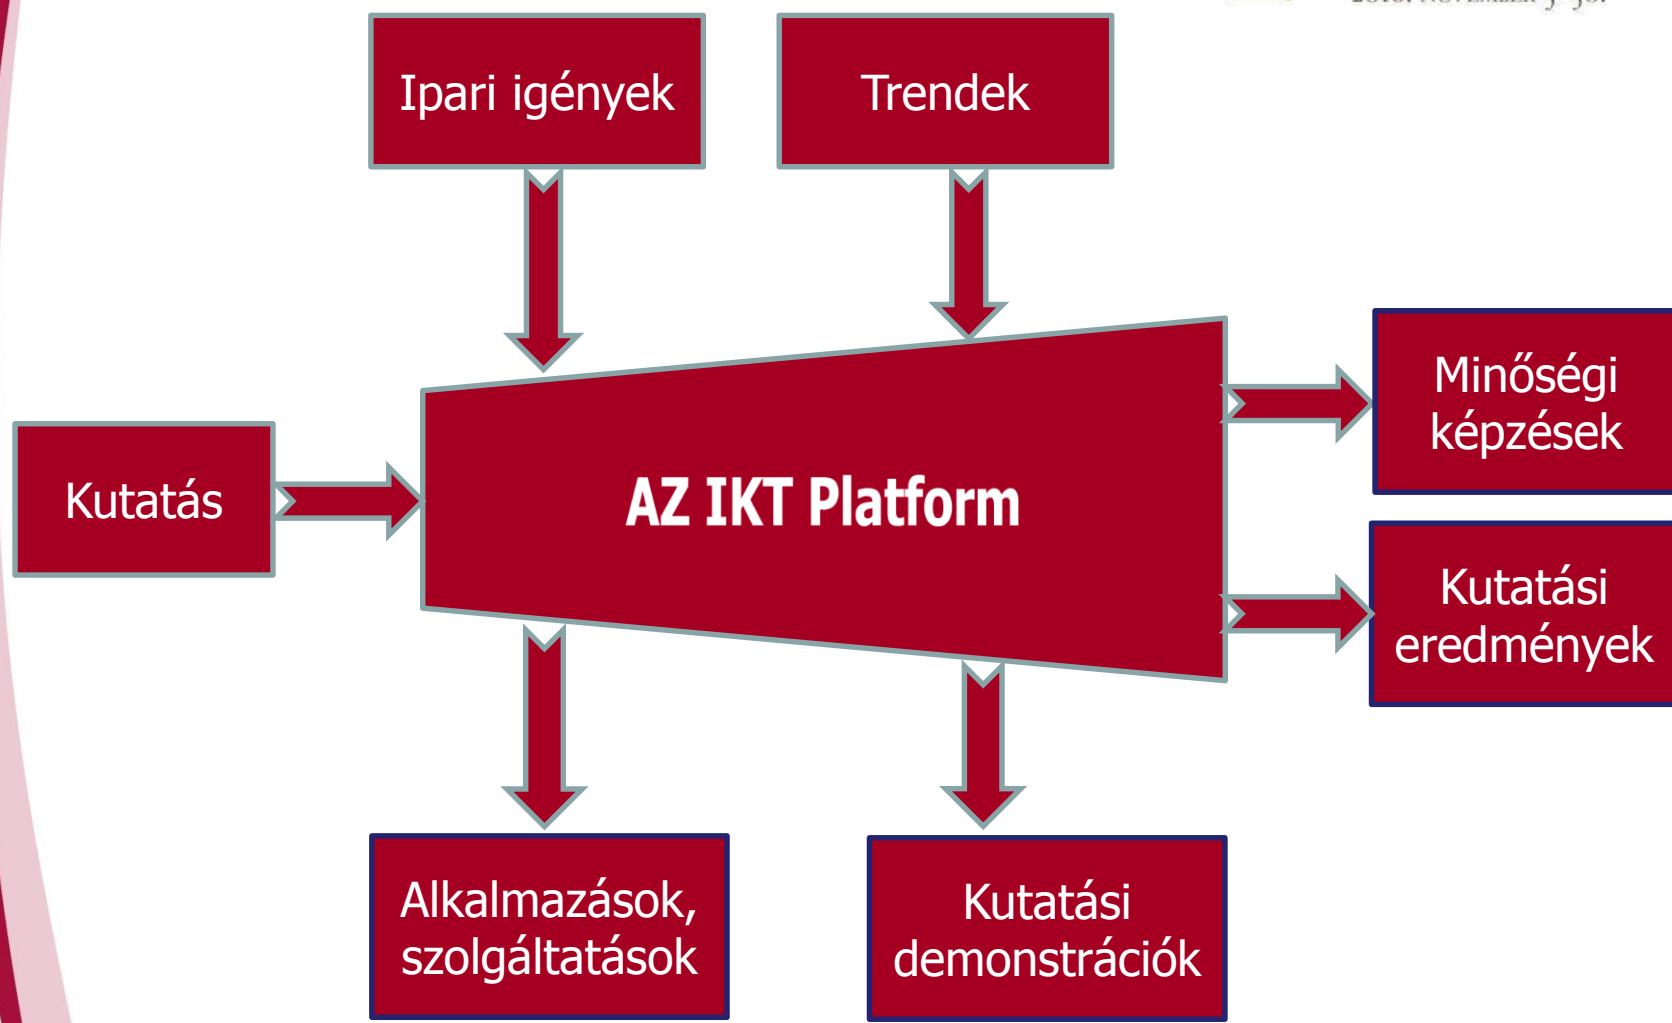 Ipari igények
Trendek
Minőségi
képzések
Kutatás
AZ IKT Platform
Kutatási
eredmények
Alkalmazások,
szolgáltatások
Kutatási
demonstrációk